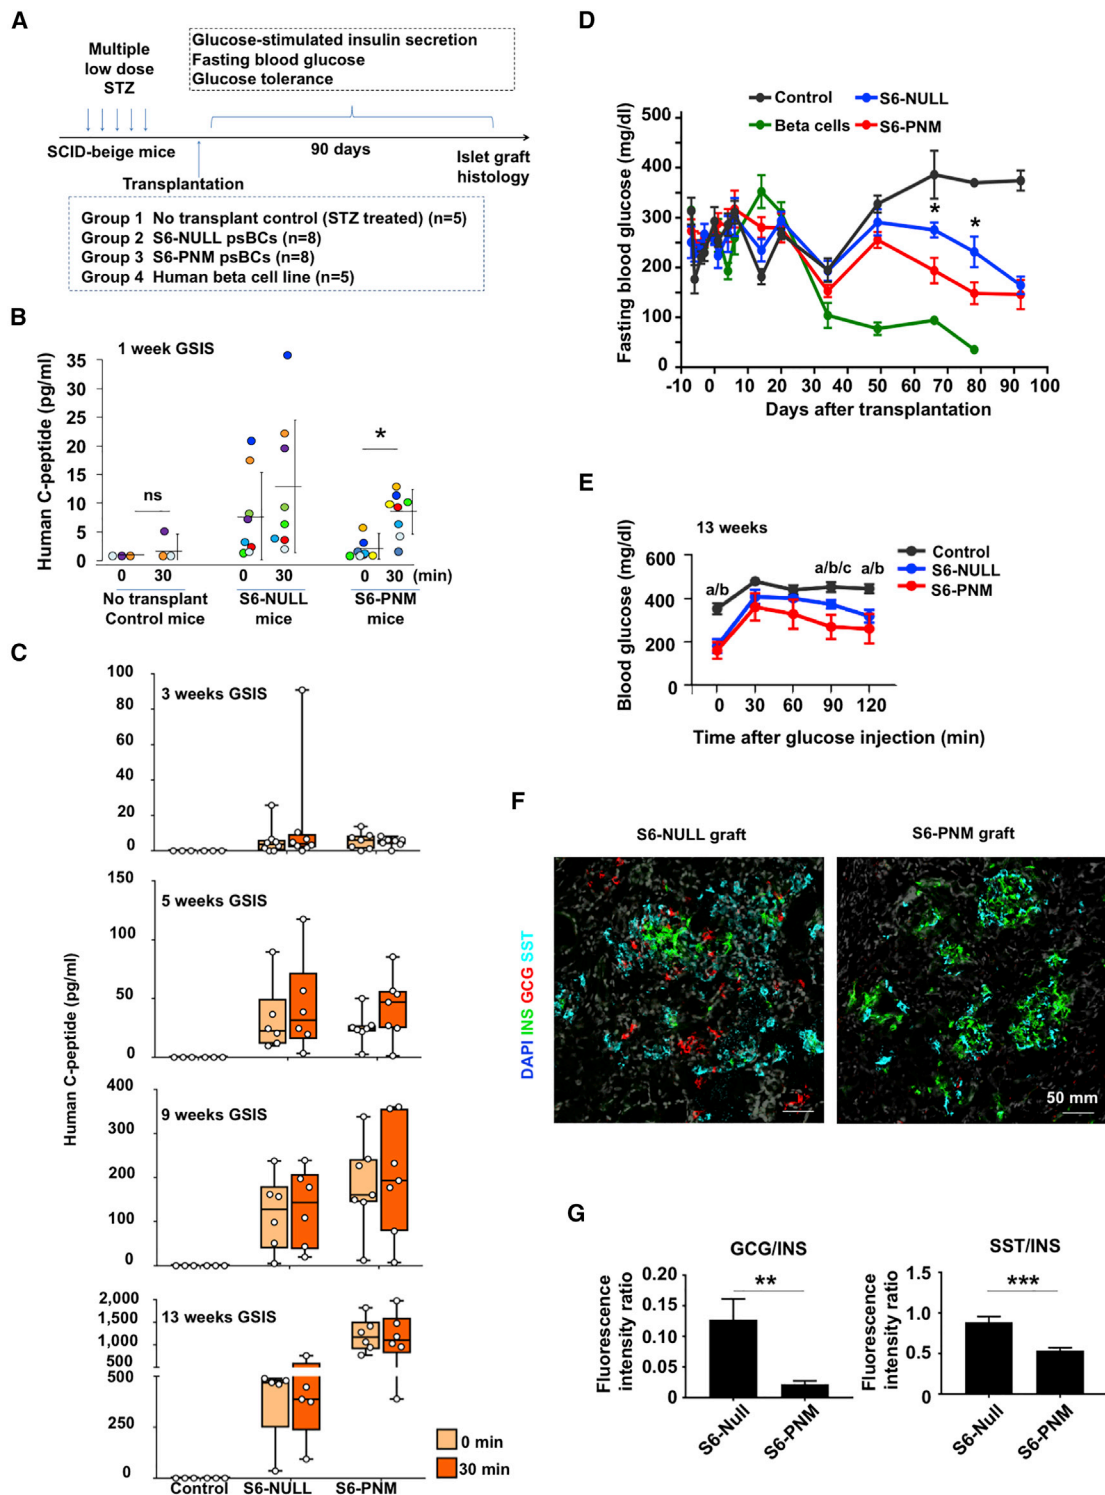 A
Multiple
low dose
STZ
Glucose-stimulated insulin secretion
Fasting blood glucose
Glucose tolerance
SCID-beige mice
90 days
Islet graft
histology
Transplantation
Group 1 No transplant control (STZ treated) (n=5)
Group 2 S6-NULL psBCs (n=8)
Group 3 S6-PNM psBCs (n=8)
Group 4 Human beta cell line (n=5)
B
1 week GSIS
Human C-peptide (pg/ml)
35
30
25
20
15
10
5
0
ns
*
0 30 0 30 0 30 (min)
No transplant
Control mice
S6-NULL
mice
S6-PNM
mice
C
Human C-peptide (pg/ml)
3 weeks GSIS
100
80
60
40
20
0
5 weeks GSIS
150
100
50
0
9 weeks GSIS
400
300
200
100
0
13 weeks GSIS
2,000
1,500
1,000
500
500
250
0
Control S6-NULL S6-PNM
0 min
30 min
D
Control S6-NULL
Beta cells S6-PNM
Fasting blood glucose (mg/dl)
500
400
300
200
100
0
* *
-10 0 10 20 30 40 50 60 70 80 90 100
Days after transplantation
E
13 weeks
Control
S6-NULL
S6-PNM
Blood glucose (mg/dl)
600
400
200
0
a/b a/b/c a/b
0 30 60 90 120
Time after glucose injection (min)
F
S6-NULL graft S6-PNM graft
DAPI INS GCG SST
50 mm
G
GCG/INS
Fluorescence
intensity ratio
0.20
0.15
0.10
0.05
0
**
S6-Null
S6-PNM
SST/INS
Fluorescence
intensity ratio
1.5
1.0
0.5
0
***
S6-Null
S6-PNM